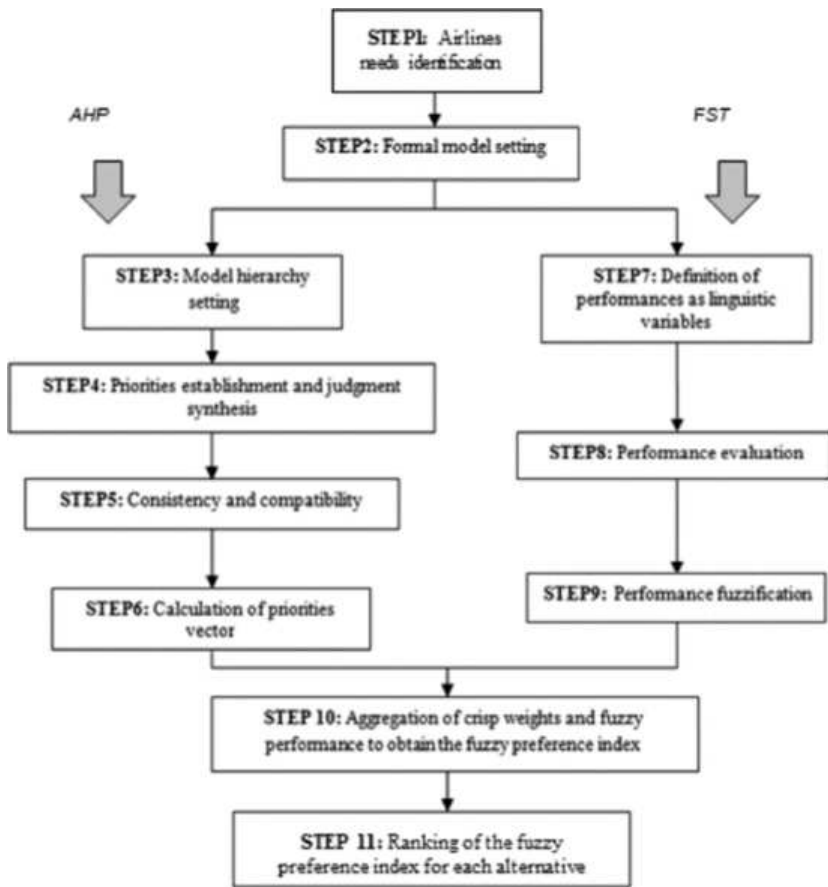 STEP1: Airlines
needs identification
AHP
FST
STEP2: Formal model setting
STEP3: Model hierarchy
setting
STEP7: Definition of
performances as linguistic
variables
STEP4: Priorities establishment and judgment
synthesis
STEP8: Performance evaluation
STEP5: Consistency and compatibility
STEP9: Performance fuzzification
STEP6: Calculation of priorities
vector
STEP 10: Aggregation of crisp weights and fuzzy
performance to obtain the fuzzy preference index
STEP 11: Ranking of the fuzzy
preference index for each alternative